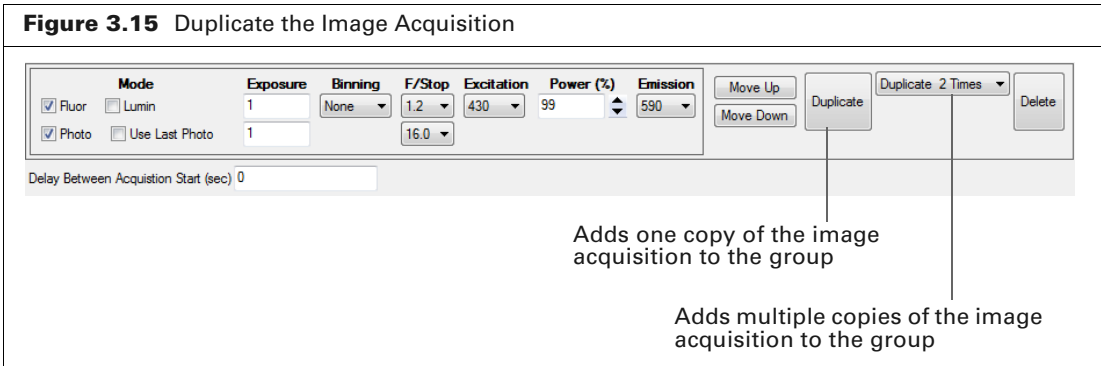 Figure 3.15 Duplicate the Image Acquisition
Mode Exposure Binning F/Stop Excitation Power (%) Emission
Fluor Lumin 1 None 1.2 430 99 590
Photo Use Last Photo 1 16.0
Move Up
Move Down
Duplicate
Duplicate 2 Times
Delete
Delay Between Acquistion Start (sec) 0
Adds one copy of the image
acquisition to the group
Adds multiple copies of the image
acquisition to the group